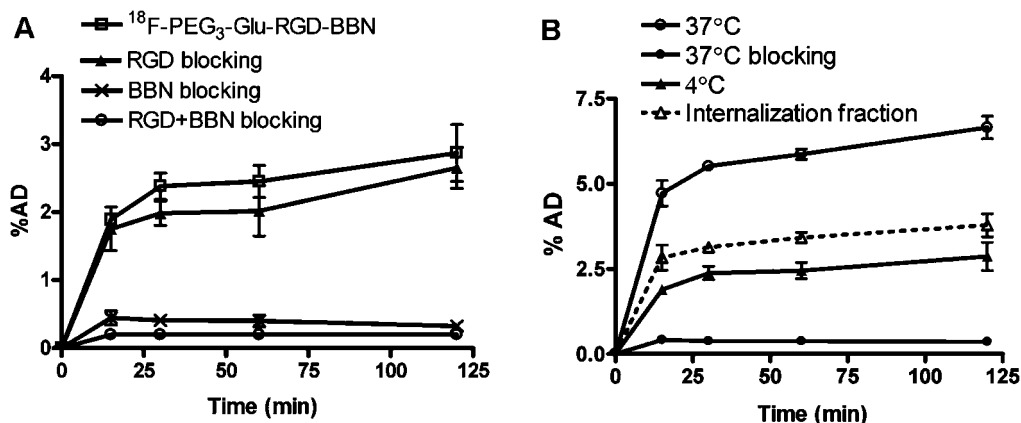 A
¹⁸F-PEG₃-Glu-RGD-BBN
RGD blocking
BBN blocking
RGD+BBN blocking
%AD
4
3
2
1
0
0 25 50 75 100 125
Time (min)
B
37°C
37°C blocking
4°C
Internalization fraction
% AD
7.5
5.0
2.5
0.0
0 25 50 75 100 125
Time (min)